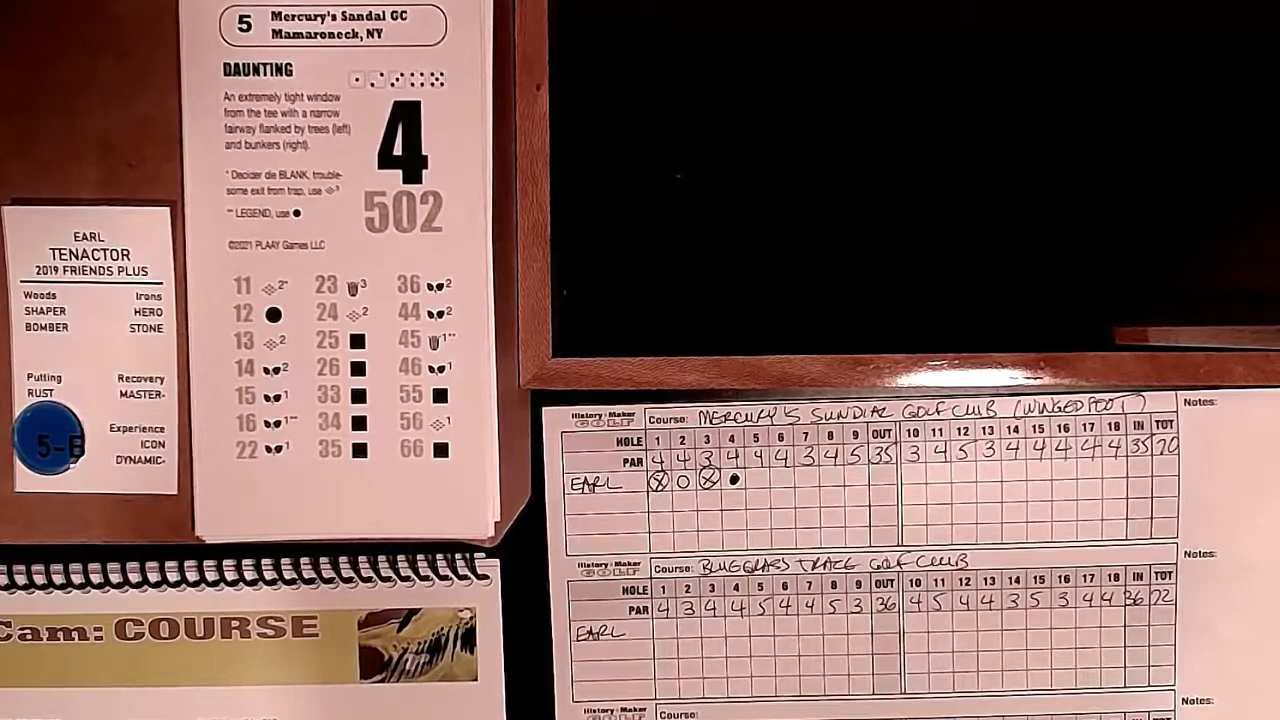 5 Mercury's Sandal GC
Mamaroneck, NY
DAUNTING
An extremely tight window
from the tee with a narrow
fairway flanked by trees (left)
and bunkers (right).
4
* Decider die BLANK, trouble-
some exit from trap, use 3
502
** LEGEND, use
©2021 PLAAY Games LLC
11 2* 23 3 36 2
12 24 2 44 2
13 2 25 45 1**
14 2 26 46 1
15 1 33 55
16 1** 34 56 1
22 1 35 66
EARL
TENACTOR
2019 FRIENDS PLUS
Woods Irons
SHAPER HERO
BOMBER STONE
Putting Recovery
RUST MASTER-
Experience
ICON
DYNAMIC-
5-B
Cam: COURSE
History Maker GOLF Course: MERCURY'S SUNDIAL GOLF CLUB (WINGED FOOT) Notes:
HOLE 1 2 3 4 5 6 7 8 9 OUT 10 11 12 13 14 15 16 17 18 IN TOT
PAR 4 4 3 4 4 4 3 4 5 35 3 4 5 3 4 4 4 4 4 35 70
EARL
History Maker GOLF Course: BLUEGRASS TRACE GOLF CLUB Notes:
HOLE 1 2 3 4 5 6 7 8 9 OUT 10 11 12 13 14 15 16 17 18 IN TOT
PAR 4 3 4 4 5 4 4 5 3 36 4 5 4 4 3 5 3 4 4 36 72
EARL
History Maker Course: Notes: